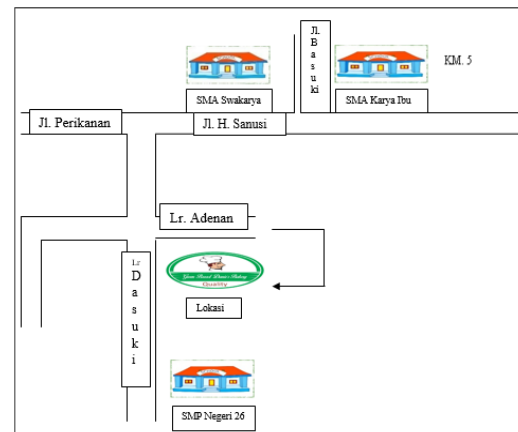 Jl.
B
a
s
u
k
i
KM. 5
SMA Swakarya
SMA Karya Ibu
Jl. Perikanan
Jl. H. Sanusi
Lr. Adenan
Lr
D
a
s
u
k
i
Quality
Lokasi
SMP Negeri 26